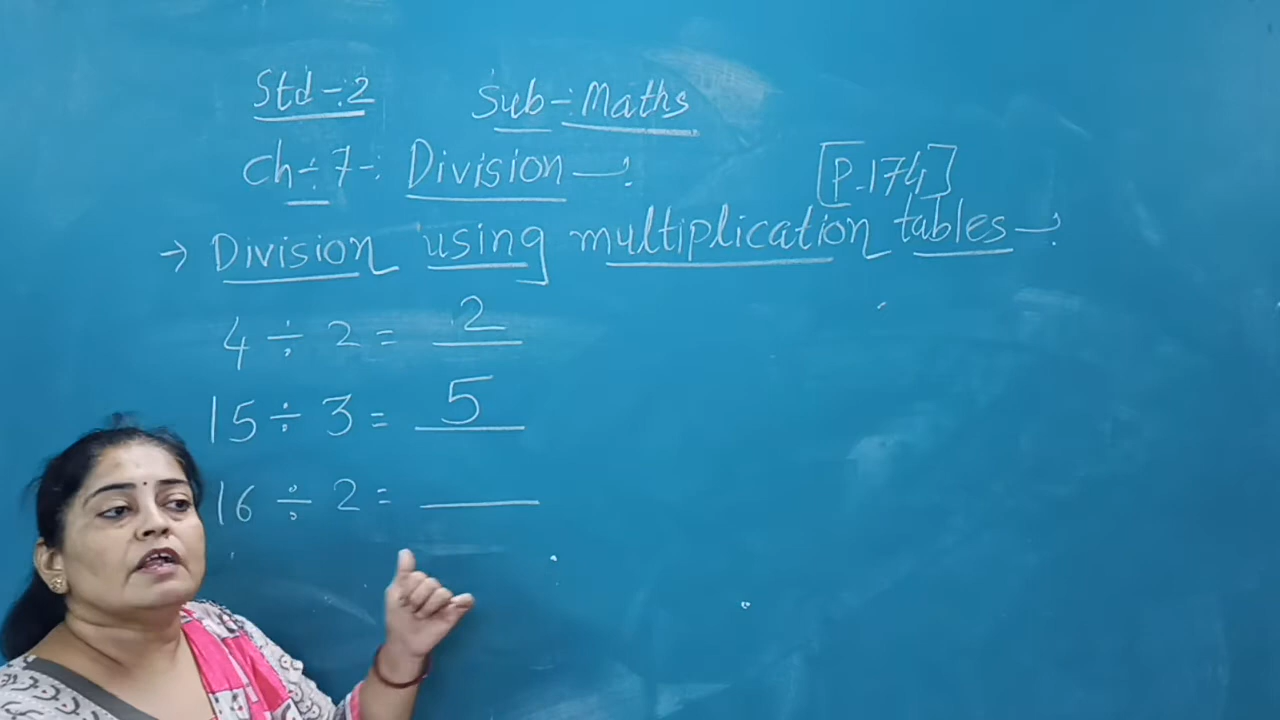 Std-:2 Sub-:Maths
Ch-:7-: Division-: [P.174]
→ Division using multiplication tables-:
4 ÷ 2 = 2
15 ÷ 3 = 5
16 ÷ 2 = ____